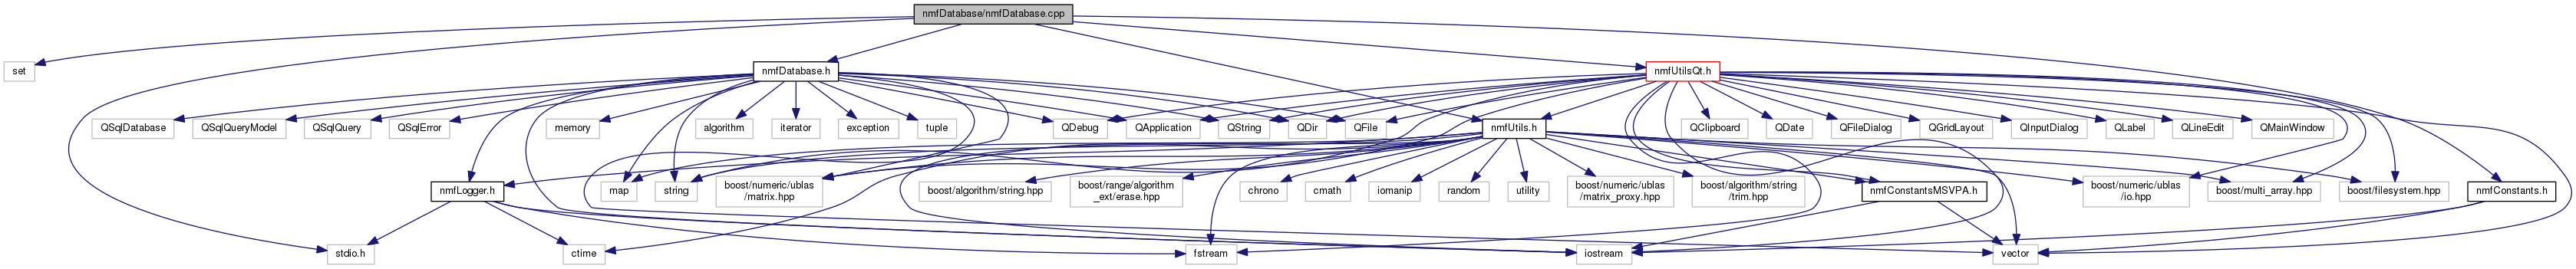 nmfDatabase/nmfDatabase.cpp
set
nmfDatabase.h
nmfUtilsQt.h
QSqlDatabase
QSqlQueryModel
QSqlQuery
QSqlError
memory
algorithm
iterator
exception
tuple
QDebug
QApplication
QString
QDir
QFile
nmfUtils.h
QClipboard
QDate
QFileDialog
QGridLayout
QInputDialog
QLabel
QLineEdit
QMainWindow
nmfLogger.h
map
string
boost/numeric/ublas
/matrix.hpp
boost/algorithm/string.hpp
boost/range/algorithm
_ext/erase.hpp
chrono
cmath
iomanip
random
utility
boost/numeric/ublas
/matrix_proxy.hpp
boost/algorithm/string
/trim.hpp
nmfConstantsMSVPA.h
boost/numeric/ublas
/io.hpp
boost/multi_array.hpp
boost/filesystem.hpp
nmfConstants.h
stdio.h
ctime
fstream
iostream
vector